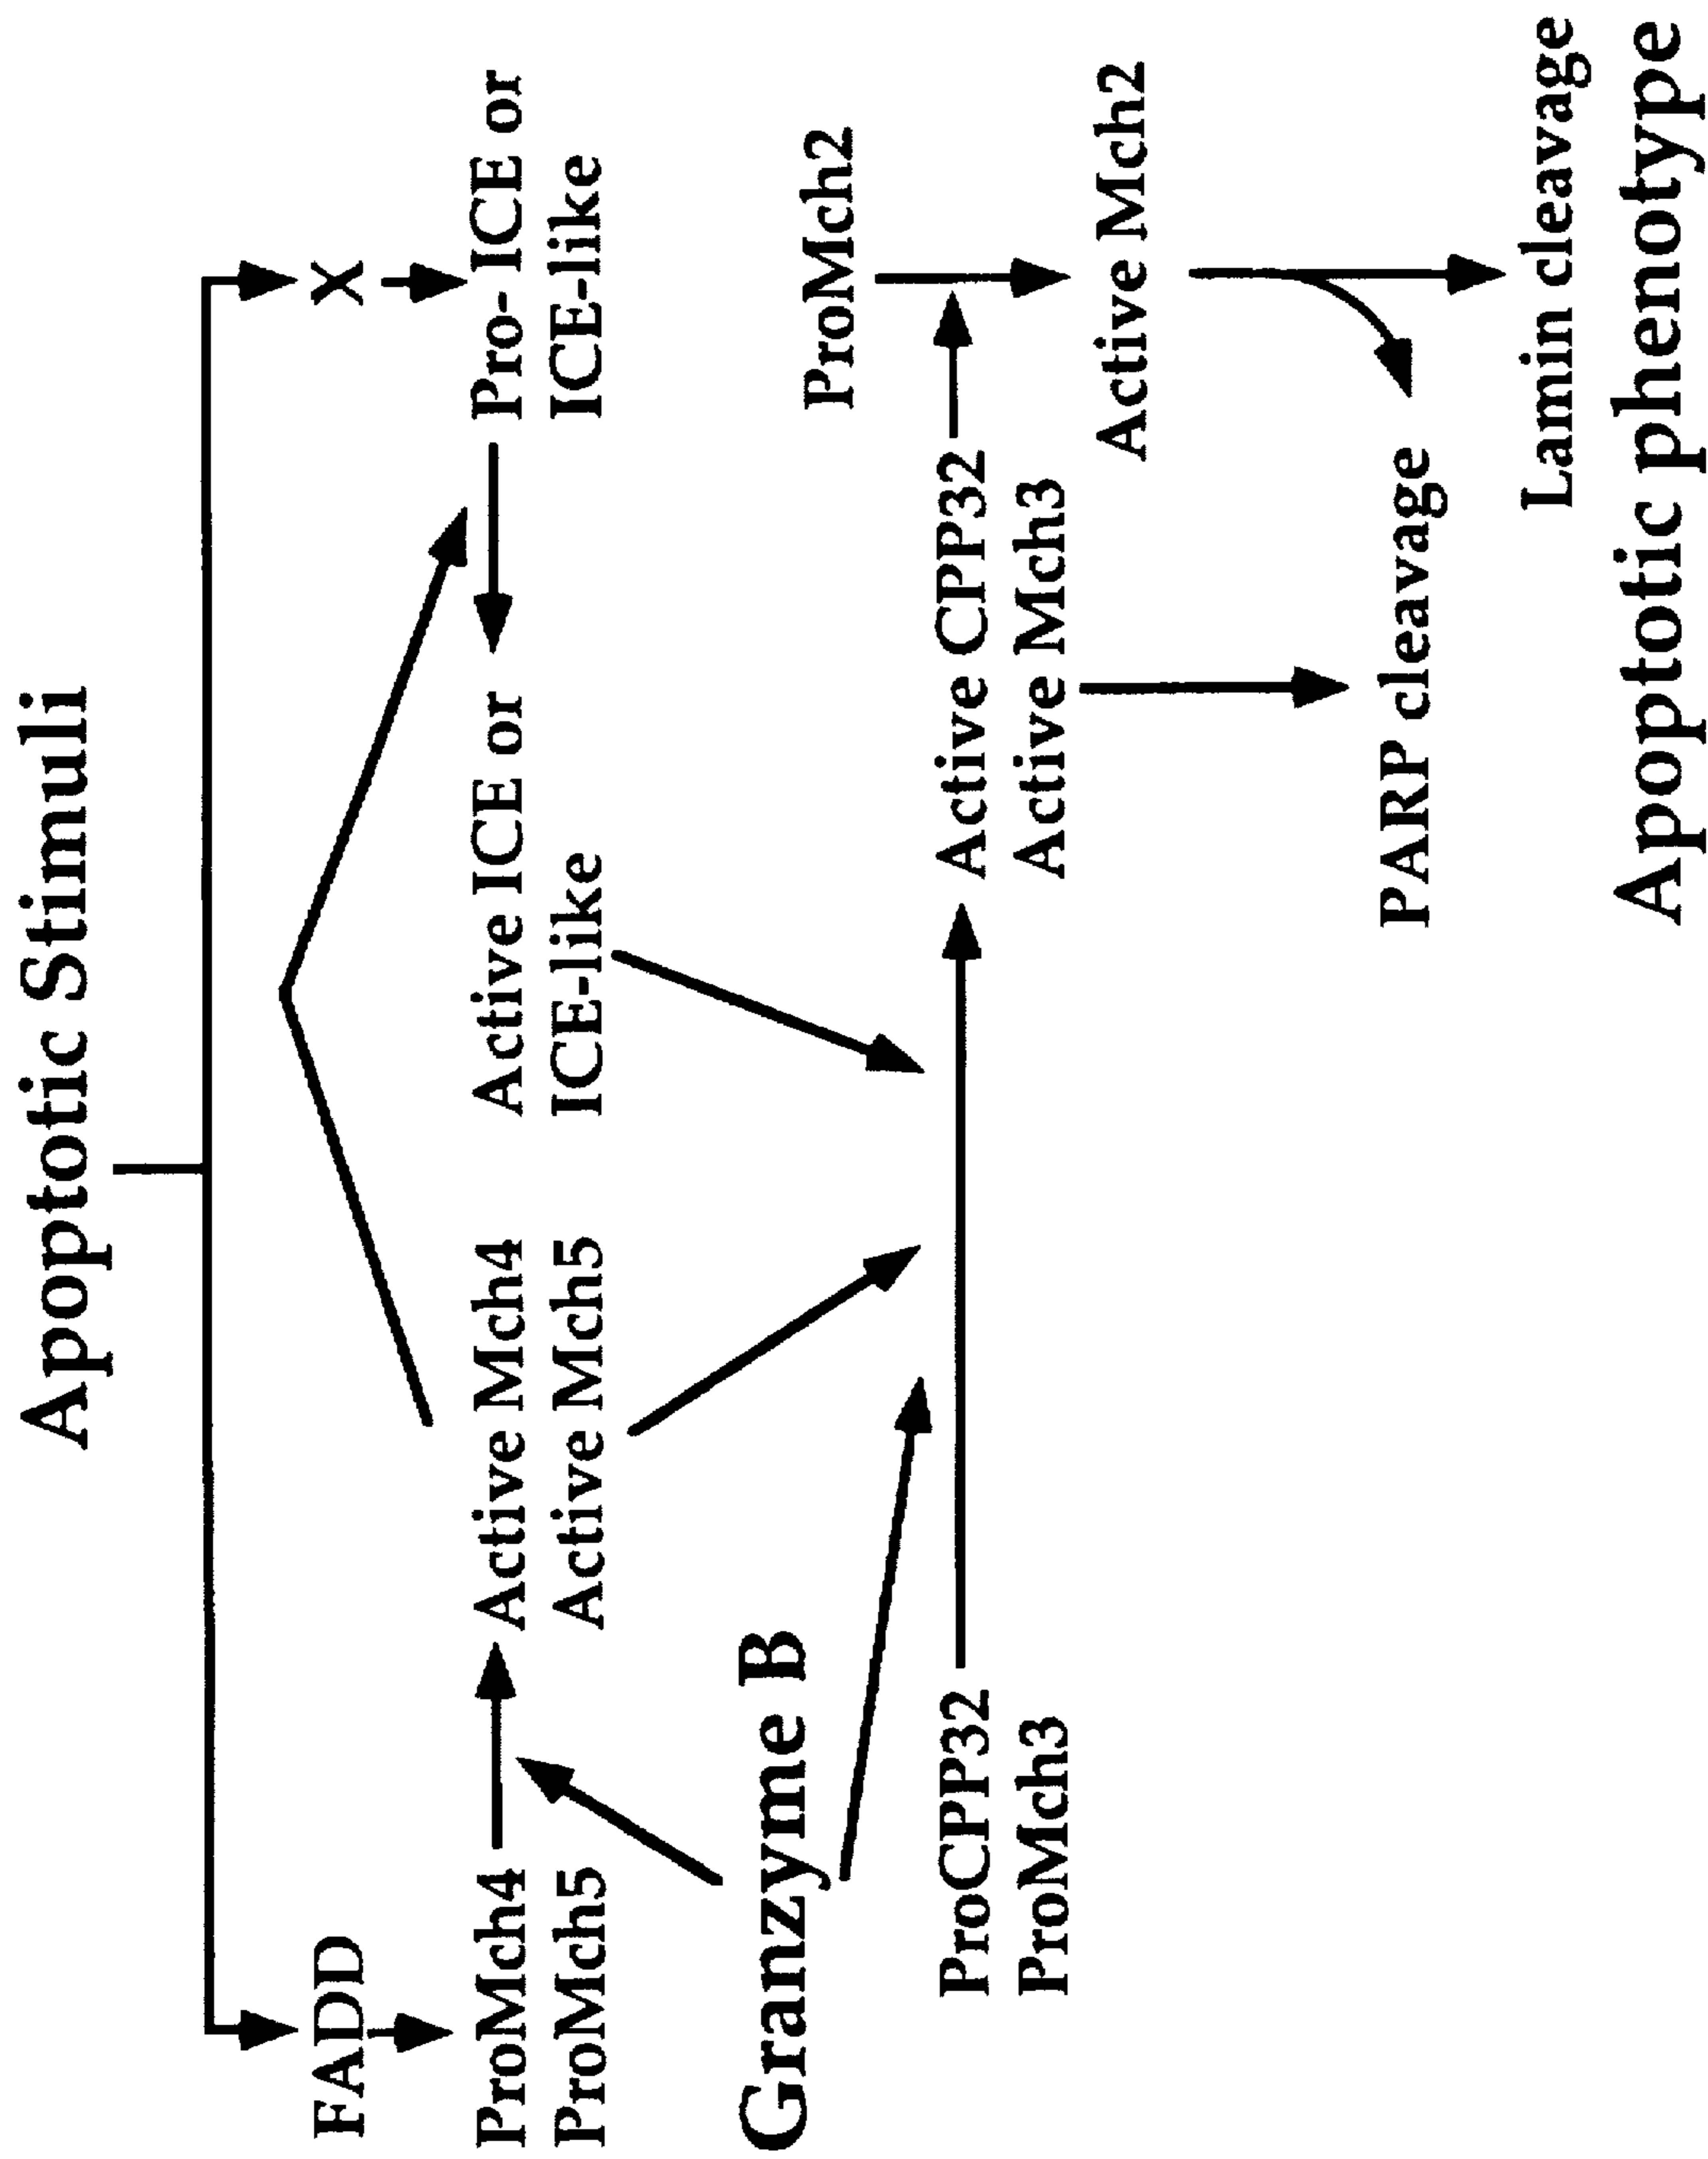 Apoptotic Stimuli
FADD
X
ProMch4
ProMch5
Active Mch4
Active Mch5
Active ICE or
ICE-like
Pro-ICE or
ICE-like
Granzyme B
ProMch2
ProCPP32
ProMch3
Active CPP32
Active Mch3
Active Mch2
PARP cleavage
Lamin cleavage
Apoptotic phenotype